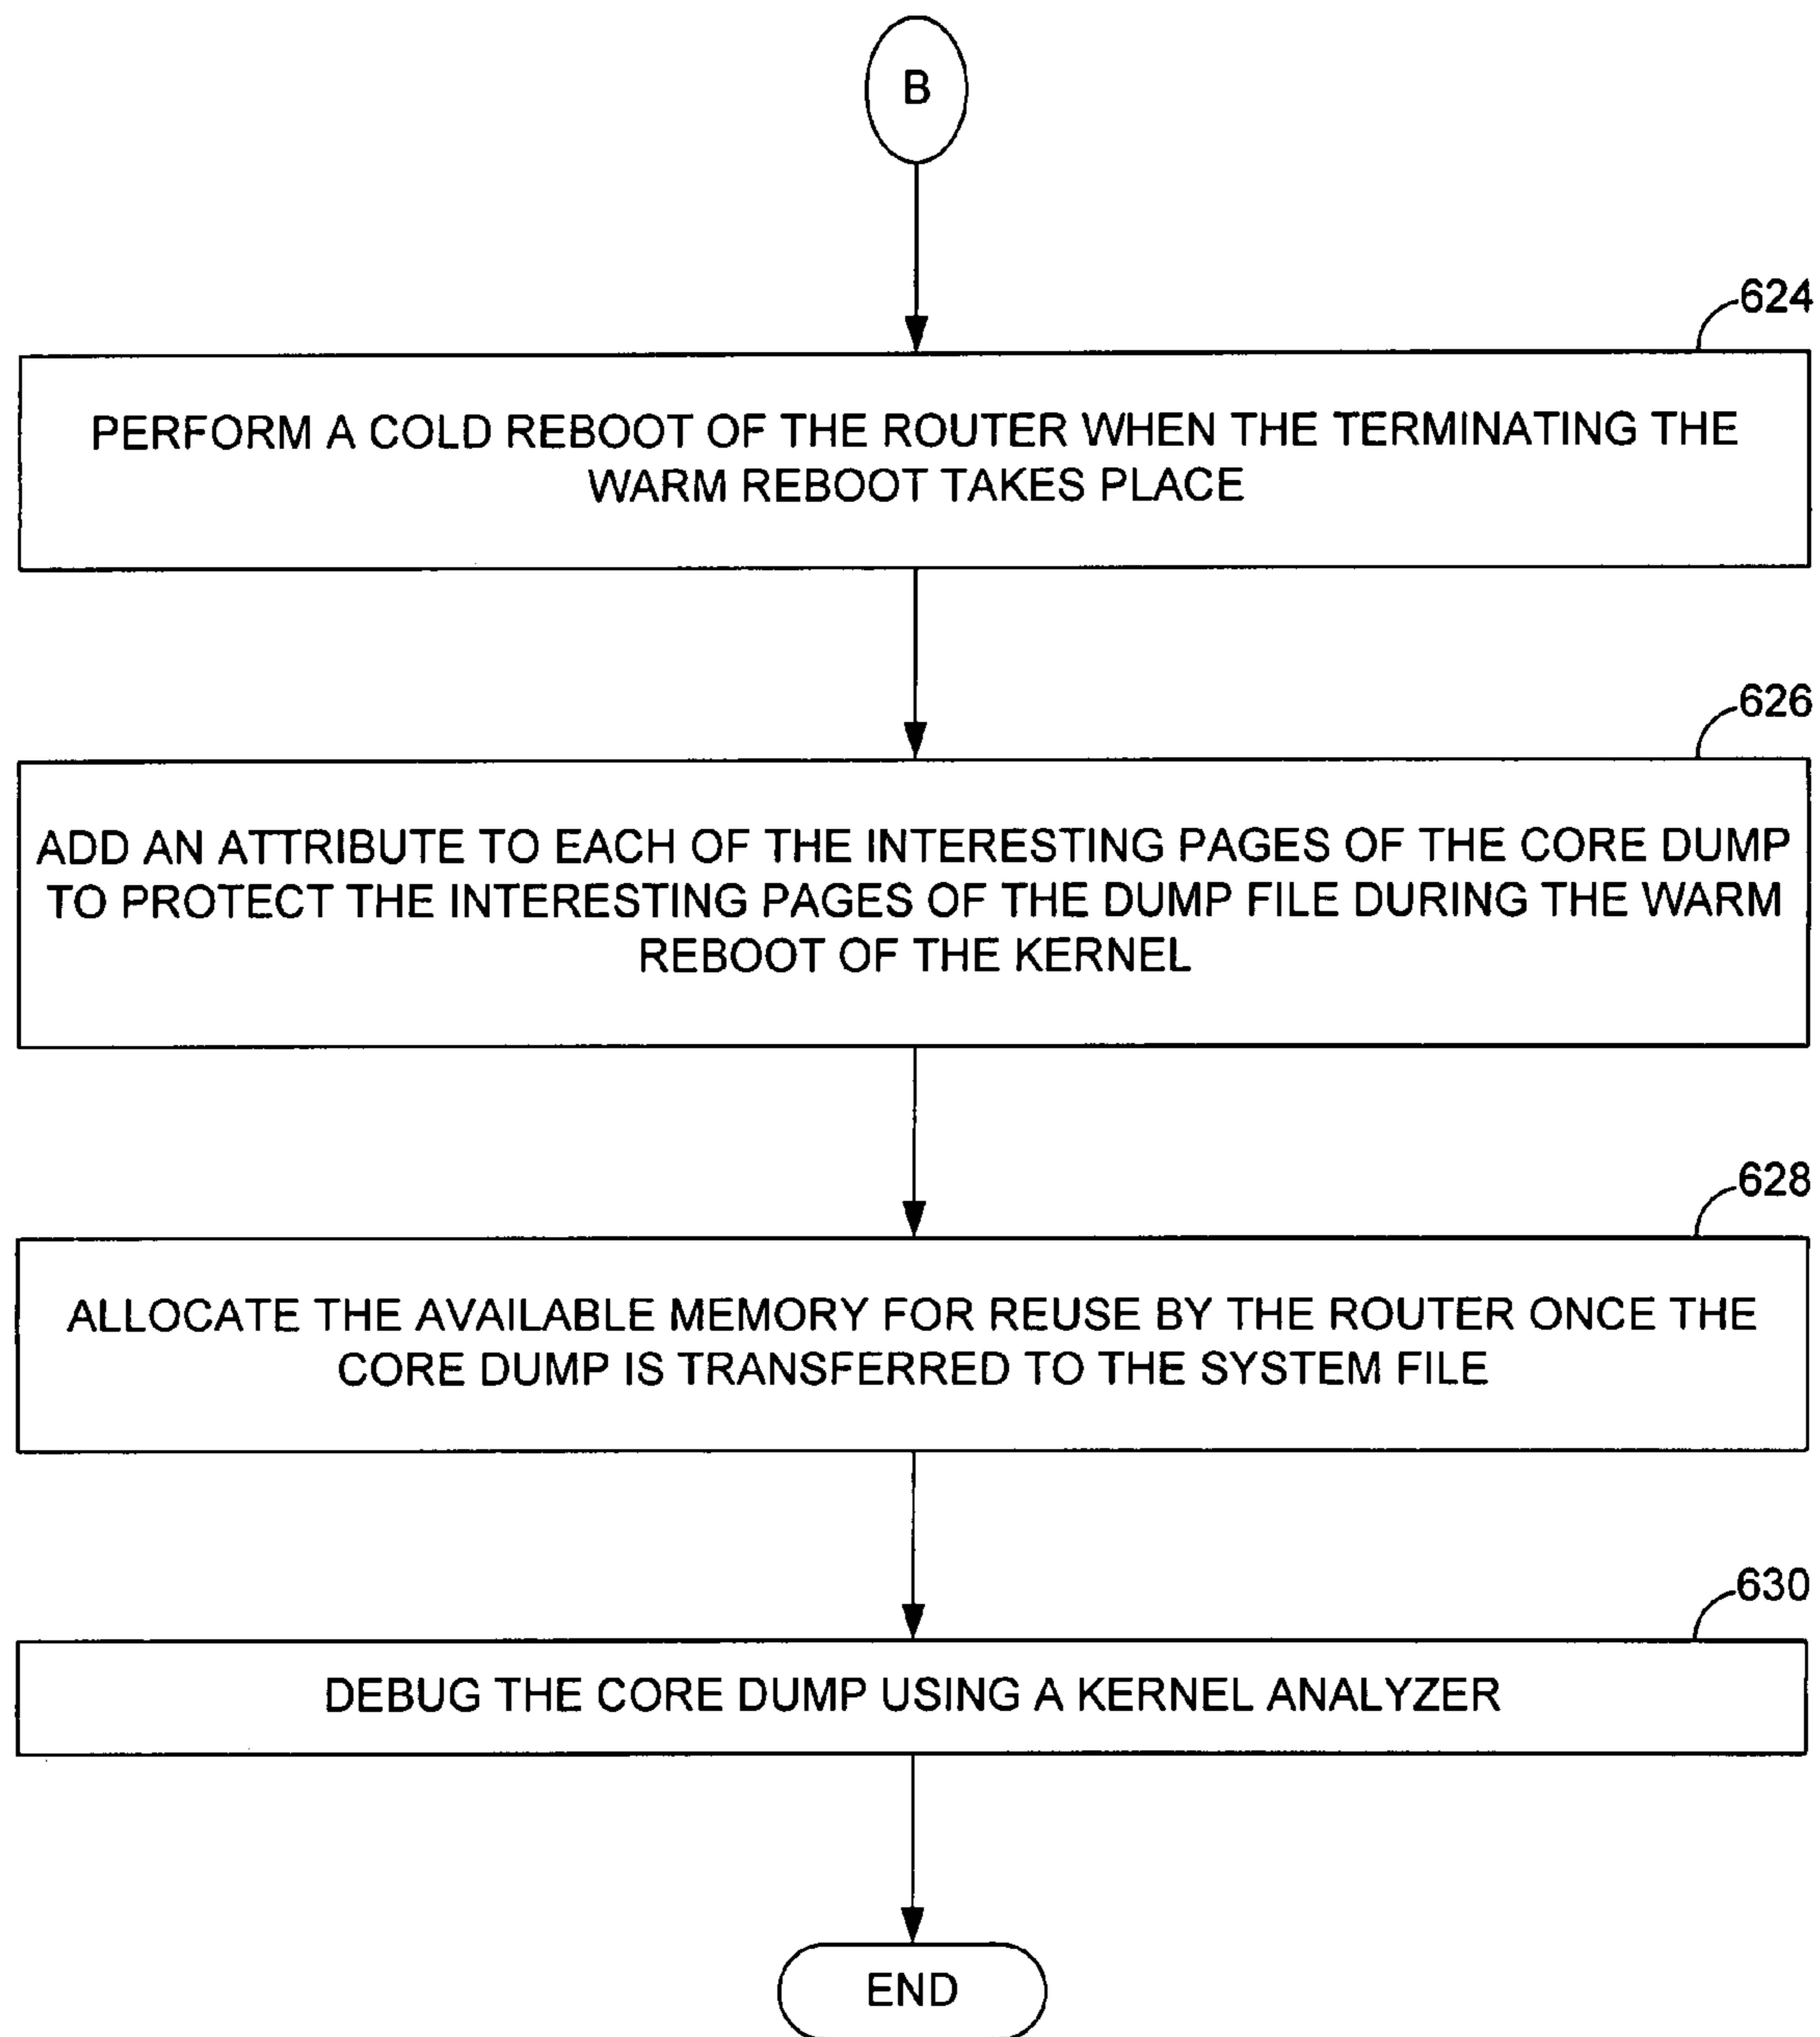 B
624
PERFORM A COLD REBOOT OF THE ROUTER WHEN THE TERMINATING THE
WARM REBOOT TAKES PLACE
626
ADD AN ATTRIBUTE TO EACH OF THE INTERESTING PAGES OF THE CORE DUMP
TO PROTECT THE INTERESTING PAGES OF THE DUMP FILE DURING THE WARM
REBOOT OF THE KERNEL
628
ALLOCATE THE AVAILABLE MEMORY FOR REUSE BY THE ROUTER ONCE THE
CORE DUMP IS TRANSFERRED TO THE SYSTEM FILE
630
DEBUG THE CORE DUMP USING A KERNEL ANALYZER
END